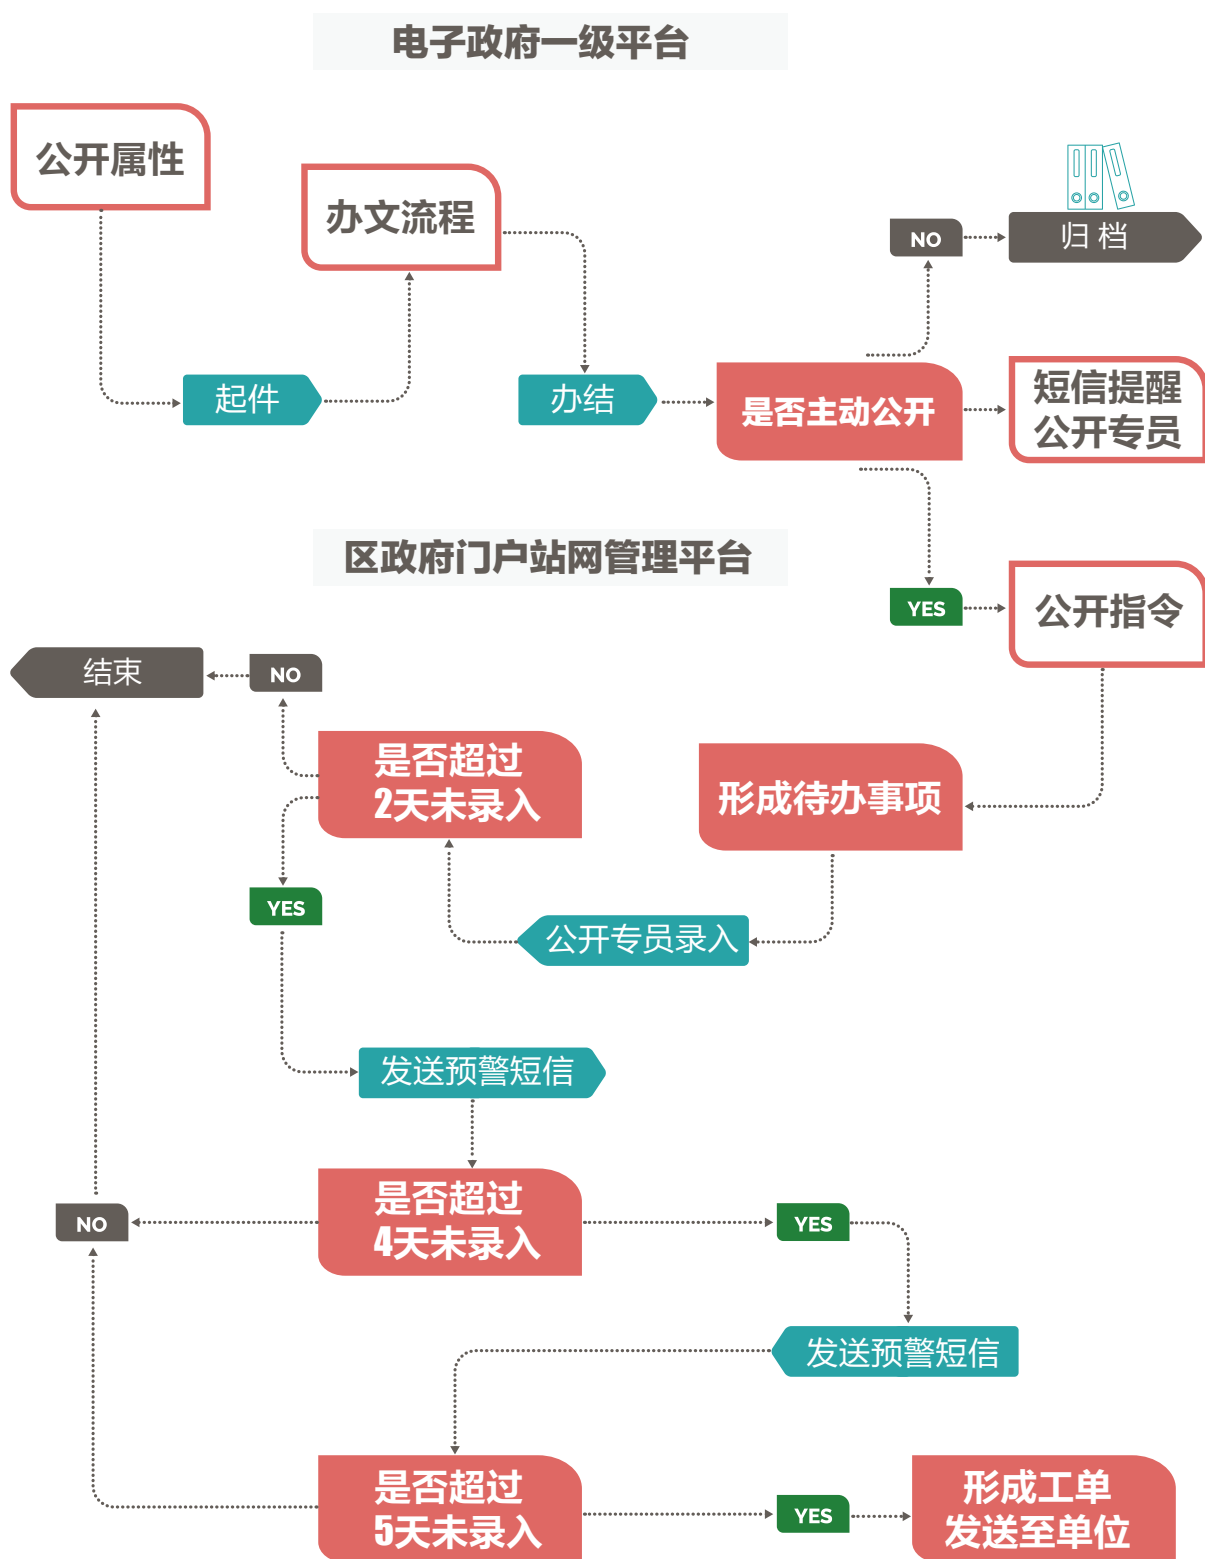 电子政府一级平台
公开属性
办文流程
NO
归 档
起件
办结
是否主动公开
短信提醒
公开专员
区政府门户站网管理平台
YES
公开指令
结束
NO
是否超过
2天未录入
形成待办事项
YES
公开专员录入
发送预警短信
是否超过
4天未录入
NO
YES
发送预警短信
是否超过
5天未录入
YES
形成工单
发送至单位